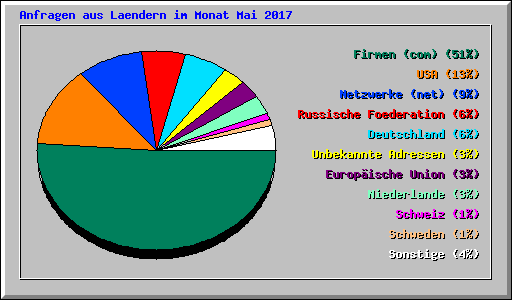 Anfragen aus Laendern im Monat Mai 2017
Firmen (com) (51%)
USA (13%)
Netzwerke (net) (9%)
Russische Foederation (6%)
Deutschland (6%)
Unbekannte Adressen (3%)
Europäische Union (3%)
Niederlande (3%)
Schweiz (1%)
Schweden (1%)
Sonstige (4%)